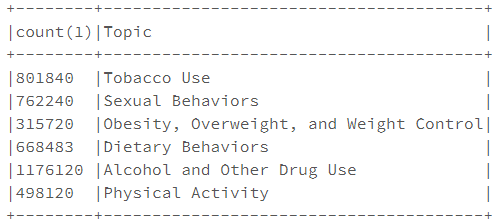 +--------+-----------------------------------------+
|count(1)|Topic                                    |
+--------+-----------------------------------------+
|801840  |Tobacco Use                              |
|762240  |Sexual Behaviors                         |
|315720  |Obesity, Overweight, and Weight Control|
|668483  |Dietary Behaviors                        |
|1176120 |Alcohol and Other Drug Use               |
|498120  |Physical Activity                        |
+--------+-----------------------------------------+